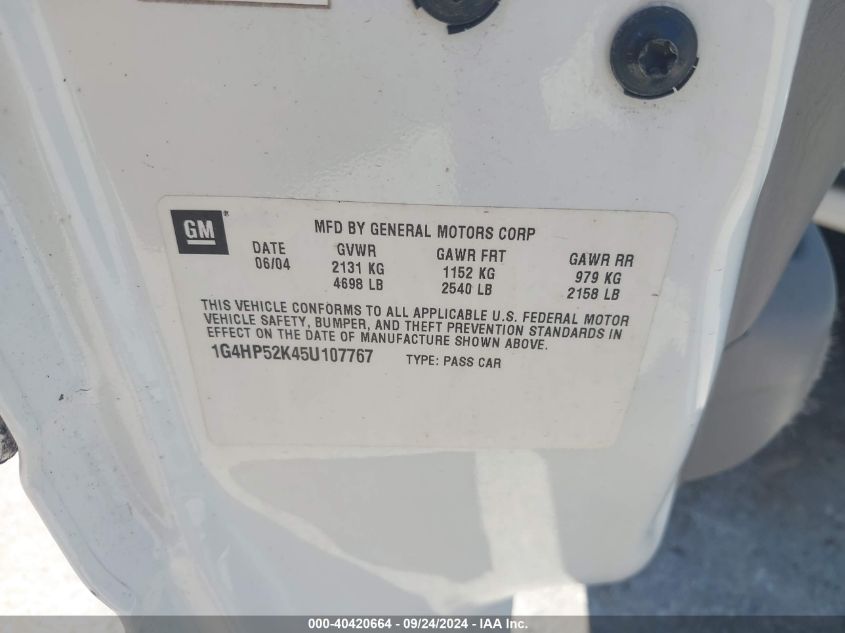 GM®
MFD BY GENERAL MOTORS CORP
DATE GVWR GAWR FRT GAWR RR
06/04 2131 KG 1152 KG 979 KG
4698 LB 2540 LB 2158 LB
THIS VEHICLE CONFORMS TO ALL APPLICABLE U.S. FEDERAL MOTOR
VEHICLE SAFETY, BUMPER, AND THEFT PREVENTION STANDARDS IN
EFFECT ON THE DATE OF MANUFACTURE SHOWN ABOVE.
1G4HP52K45U107767 TYPE: PASS CAR
000-40420664 - 09/24/2024 - IAA Inc.